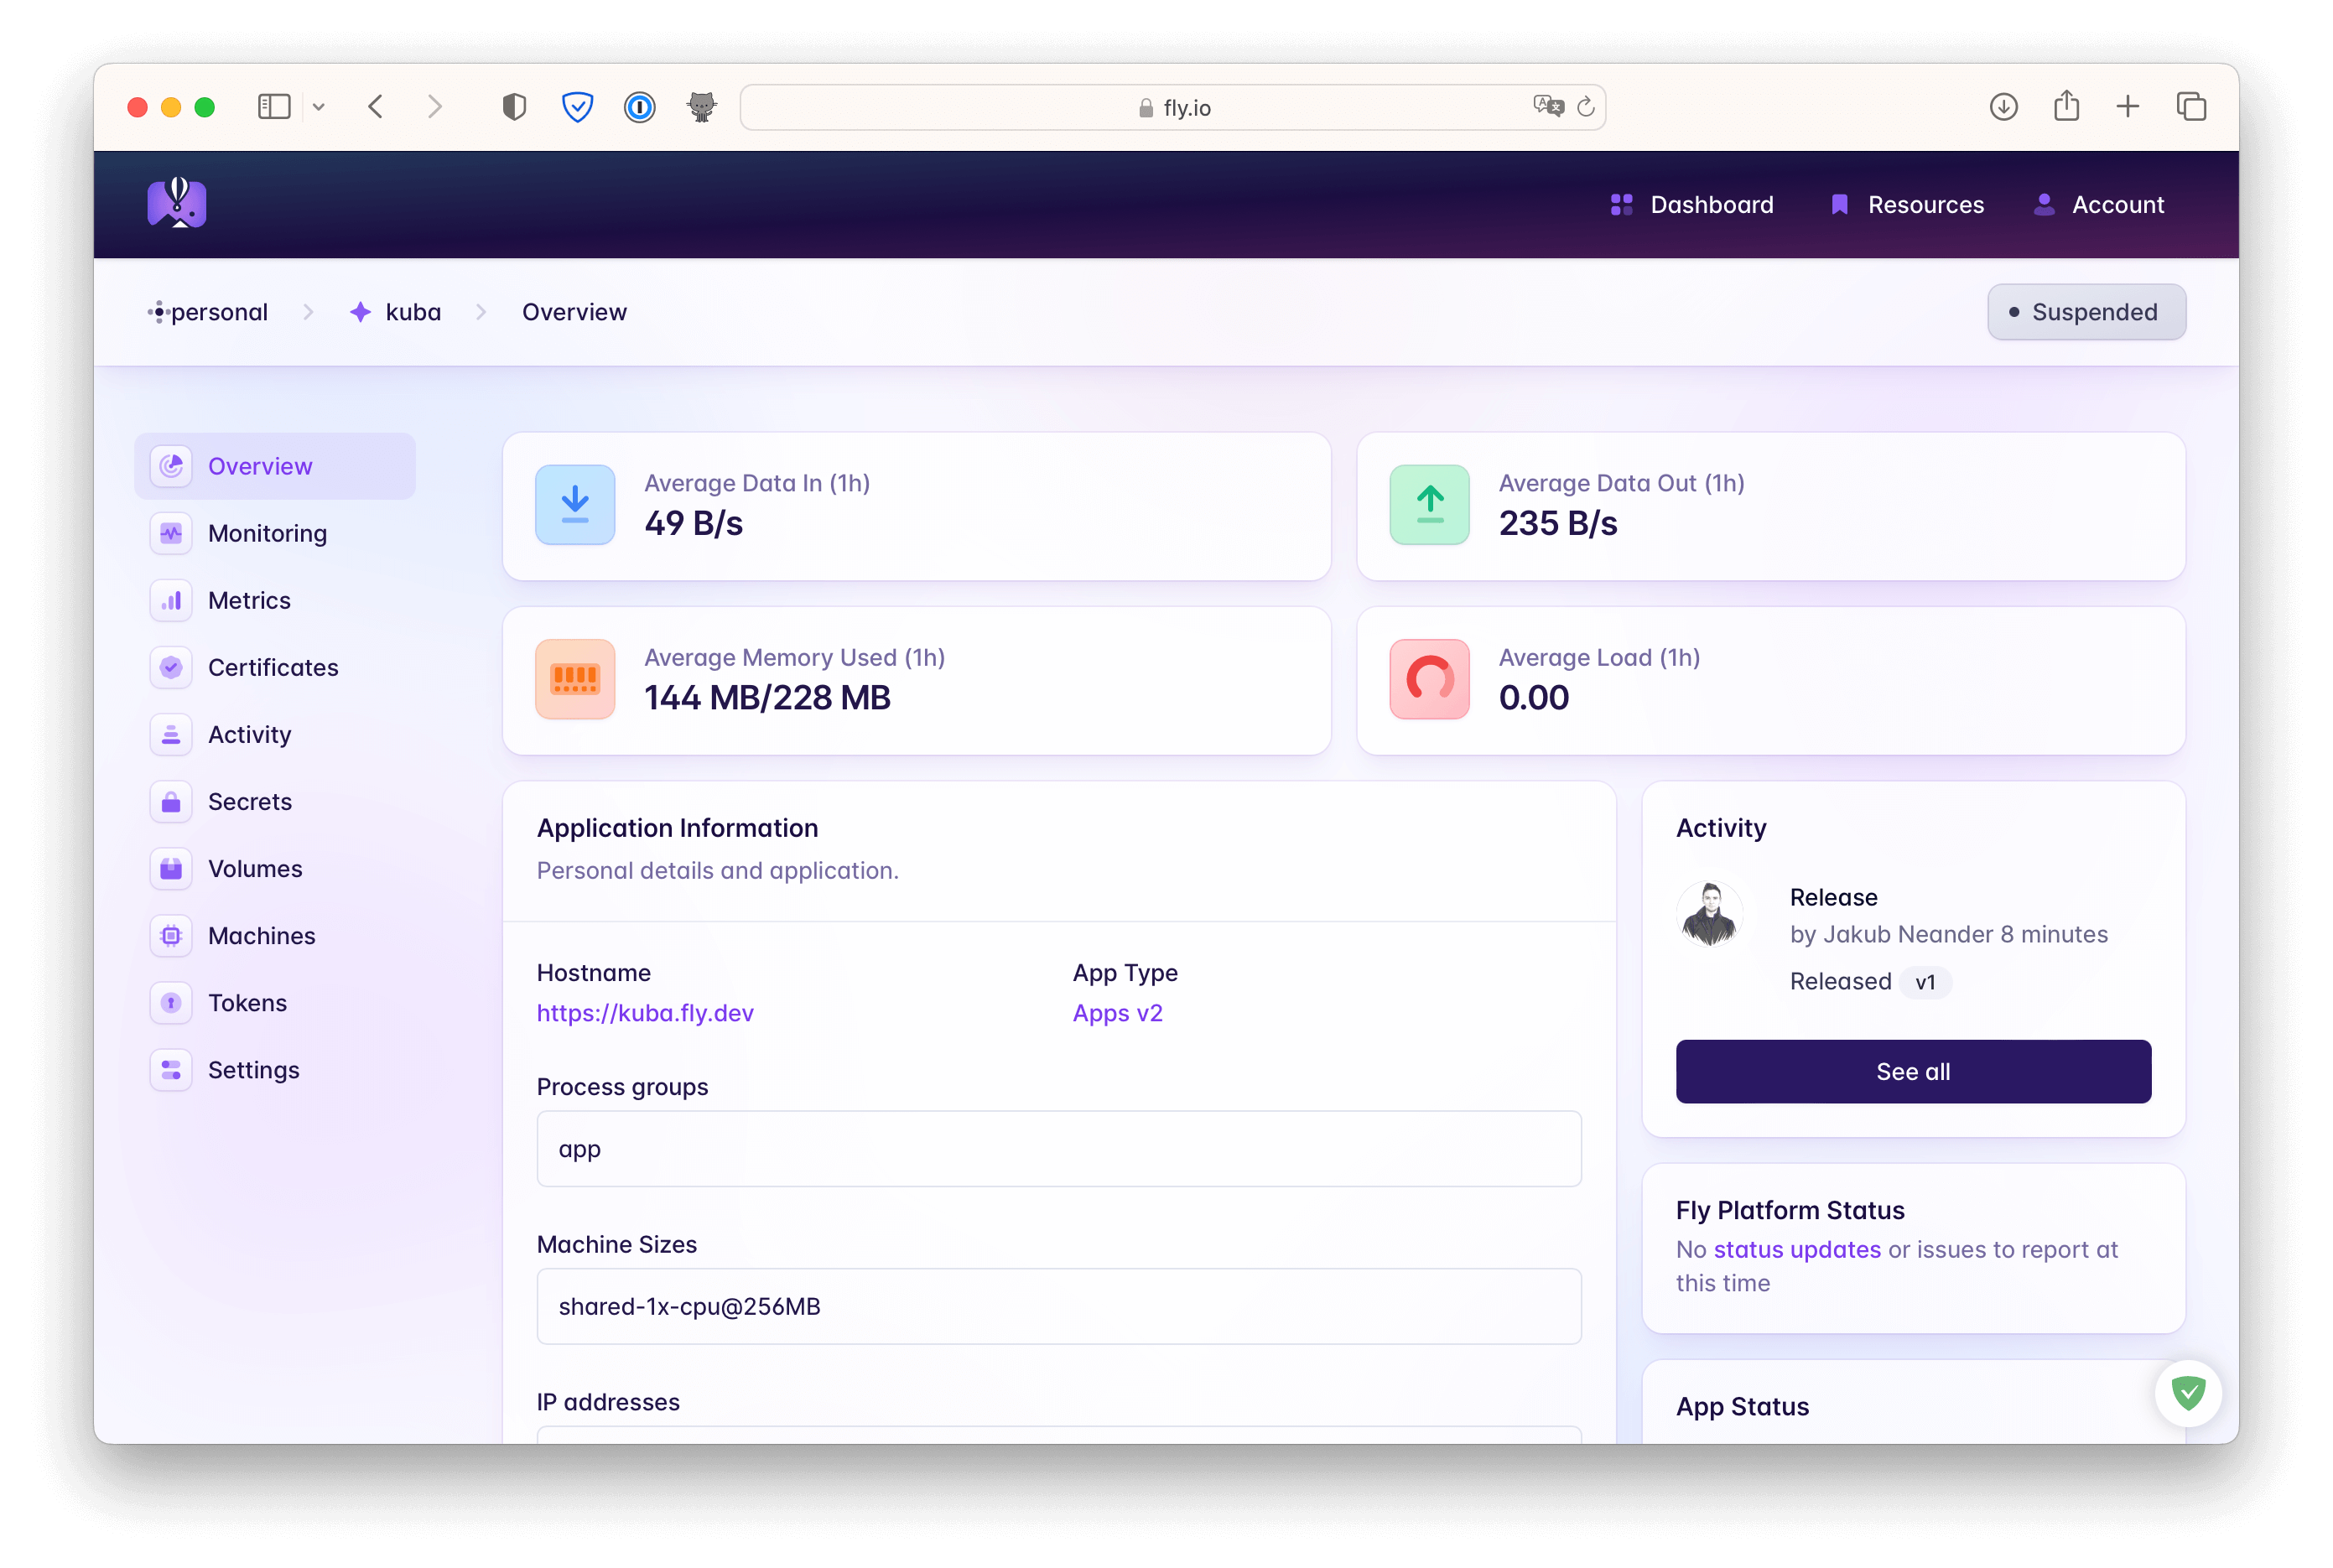 fly.io
Dashboard
Resources
Account
personal
kuba
Overview
Suspended
Overview
Monitoring
Metrics
Certificates
Activity
Secrets
Volumes
Machines
Tokens
Settings
Average Data In (1h)
49 B/s
Average Data Out (1h)
235 B/s
Average Memory Used (1h)
144 MB/228 MB
Average Load (1h)
0.00
Application Information
Personal details and application.
Hostname
https://kuba.fly.dev
App Type
Apps v2
Process groups
app
Machine Sizes
shared-1x-cpu@256MB
IP addresses
Activity
Release
by Jakub Neander 8 minutes
Released v1
See all
Fly Platform Status
No status updates or issues to report at
this time
App Status